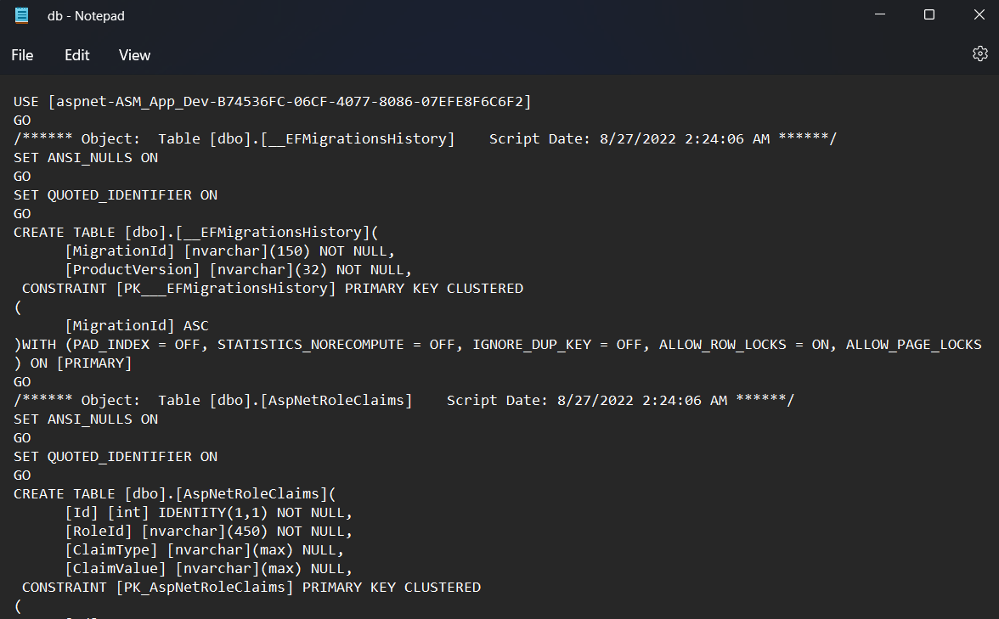 db - Notepad
File Edit View
USE [aspnet-ASM_App_Dev-B74536FC-06CF-4077-8086-07EFE8F6C6F2]
GO
/****** Object:  Table [dbo].[__EFMigrationsHistory]    Script Date: 8/27/2022 2:24:06 AM ******/
SET ANSI_NULLS ON
GO
SET QUOTED_IDENTIFIER ON
GO
CREATE TABLE [dbo].[__EFMigrationsHistory](
[MigrationId] [nvarchar](150) NOT NULL,
[ProductVersion] [nvarchar](32) NOT NULL,
CONSTRAINT [PK___EFMigrationsHistory] PRIMARY KEY CLUSTERED
(
[MigrationId] ASC
)WITH (PAD_INDEX = OFF, STATISTICS_NORECOMPUTE = OFF, IGNORE_DUP_KEY = OFF, ALLOW_ROW_LOCKS = ON, ALLOW_PAGE_LOCKS
) ON [PRIMARY]
GO
/****** Object:  Table [dbo].[AspNetRoleClaims]    Script Date: 8/27/2022 2:24:06 AM ******/
SET ANSI_NULLS ON
GO
SET QUOTED_IDENTIFIER ON
GO
CREATE TABLE [dbo].[AspNetRoleClaims](
[Id] [int] IDENTITY(1,1) NOT NULL,
[RoleId] [nvarchar](450) NOT NULL,
[ClaimType] [nvarchar](max) NULL,
[ClaimValue] [nvarchar](max) NULL,
CONSTRAINT [PK_AspNetRoleClaims] PRIMARY KEY CLUSTERED
(